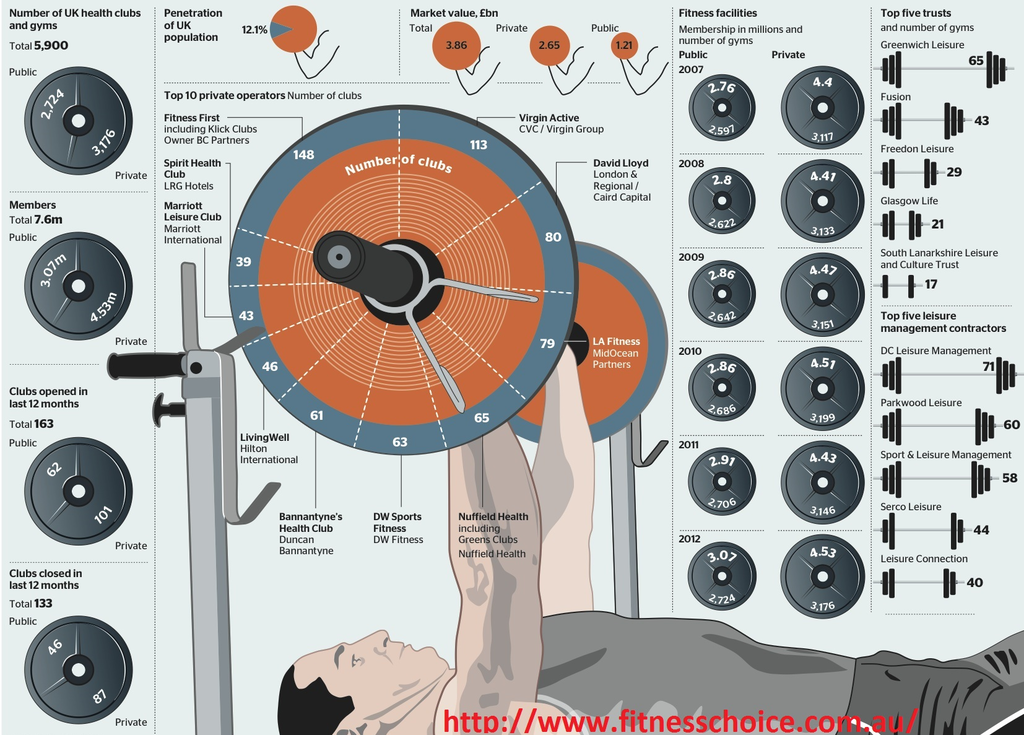 Number of UK health clubs
and gyms
Total 5,900
Public
2,724
3,176
Private
Members
Total 7.6m
Public
3.07m
4.53m
Private
Clubs opened in
last 12 months
Total 163
Public
62
101
Private
Clubs closed in
last 12 months
Total 133
Public
46
87
Private
Penetration
of UK
population
12.1%
Market value, £bn
Total
3.86
Private
2.65
Public
1.21
Top 10 private operators Number of clubs
Number of clubs
Fitness First
including Klick Clubs
Owner BC Partners
148
Virgin Active
CVC / Virgin Group
113
David Lloyd
London &
Regional /
Caird Capital
80
LA Fitness
MidOcean
Partners
79
Nuffield Health
including
Greens Clubs
Nuffield Health
65
DW Sports
Fitness
DW Fitness
63
Bannantyne's
Health Club
Duncan
Bannantyne
61
LivingWell
Hilton
International
46
Marriott
Leisure Club
Marriott
International
43
Spirit Health
Club
LRG Hotels
39
Fitness facilities
Membership in millions and
number of gyms
Public
Private
2007
2.76
2,597
4.4
3,117
2008
2.8
2,622
4.41
3,133
2009
2.86
2,642
4.47
3,151
2010
2.86
2,686
4.51
3,199
2011
2.91
2,706
4.43
3,146
2012
3.07
2,724
4.53
3,176
Top five trusts
and number of gyms
Greenwich Leisure
65
Fusion
43
Freedon Leisure
29
Glasgow Life
21
South Lanarkshire Leisure
and Culture Trust
17
Top five leisure
management contractors
DC Leisure Management
71
Parkwood Leisure
60
Sport & Leisure Management
58
Serco Leisure
44
Leisure Connection
40
http://www.fitnesschoice.com.au/